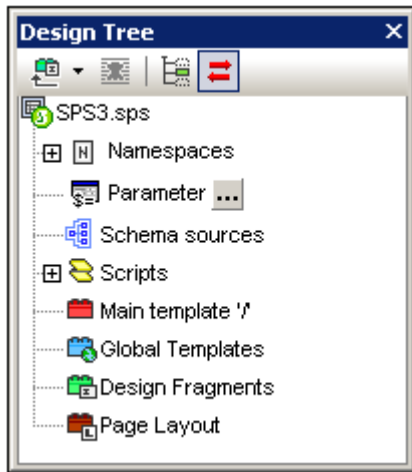 Design Tree
SPS3.sps
Namespaces
Parameter ...
Schema sources
Scripts
Main template '/'
Global Templates
Design Fragments
Page Layout